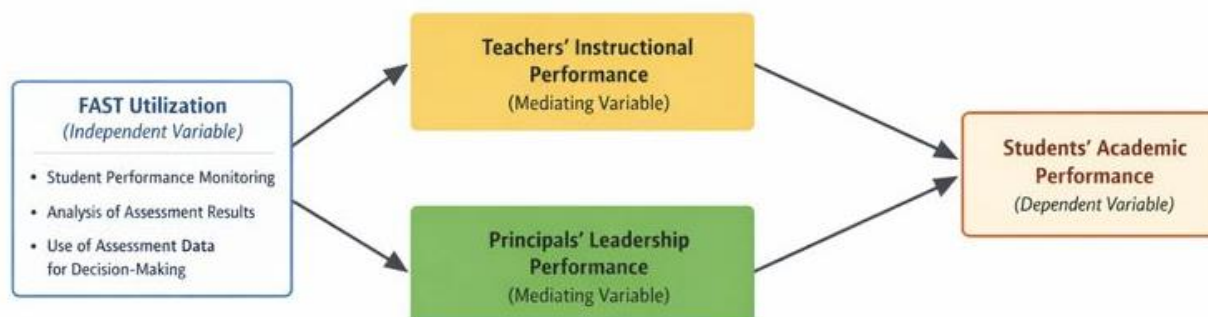 FAST Utilization
(Independent Variable)
• Student Performance Monitoring
• Analysis of Assessment Results
• Use of Assessment Data
for Decision-Making
Teachers' Instructional
Performance
(Mediating Variable)
Principals' Leadership
Performance
(Mediating Variable)
Students' Academic
Performance
(Dependent Variable)